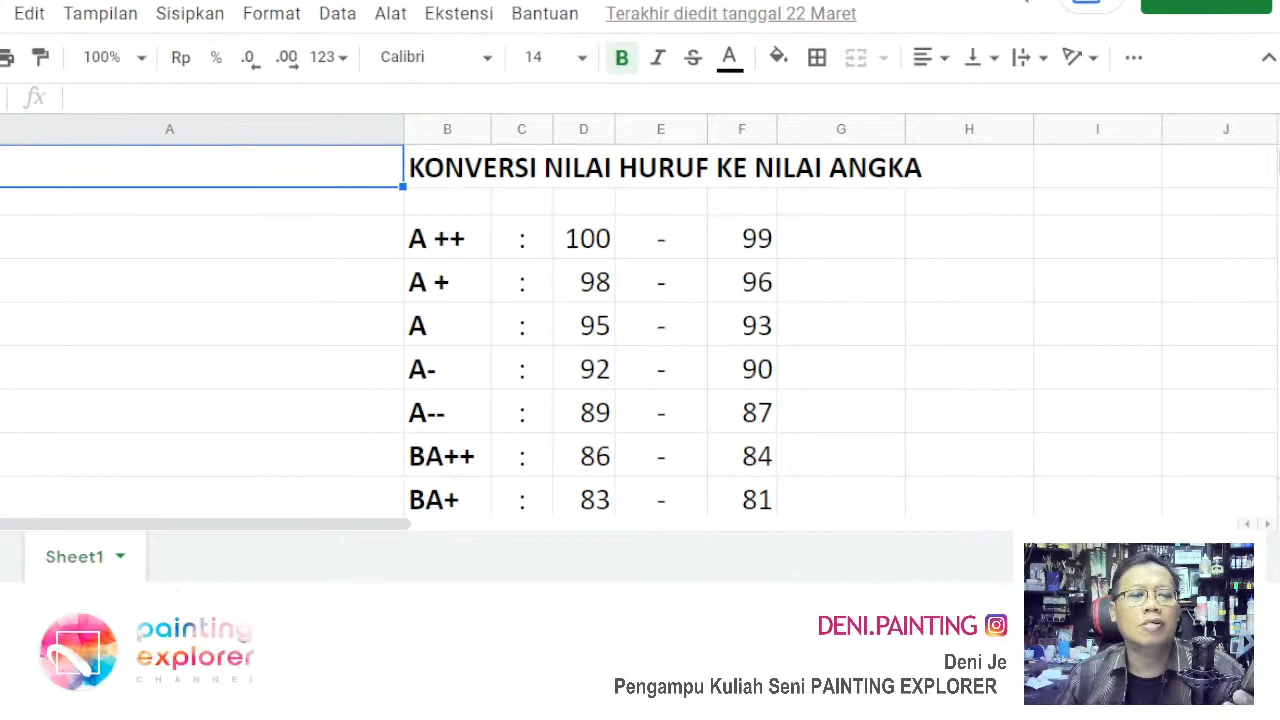 Edit Tampilan Sisipkan Format Data Alat Ekstensi Bantuan Terakhir diedit tanggal 22 Maret
100% Rp % .0 .00 123 Calibri 14 B I S A
fx
A B C D E F G H I J
KONVERSI NILAI HURUF KE NILAI ANGKA
A ++ : 100 - 99
A + : 98 - 96
A : 95 - 93
A- : 92 - 90
A-- : 89 - 87
BA++ : 86 - 84
BA+ : 83 - 81
Sheet1
painting
explorer
CHANNEL
DENI.PAINTING
Deni Je
Pengampu Kuliah Seni PAINTING EXPLORER